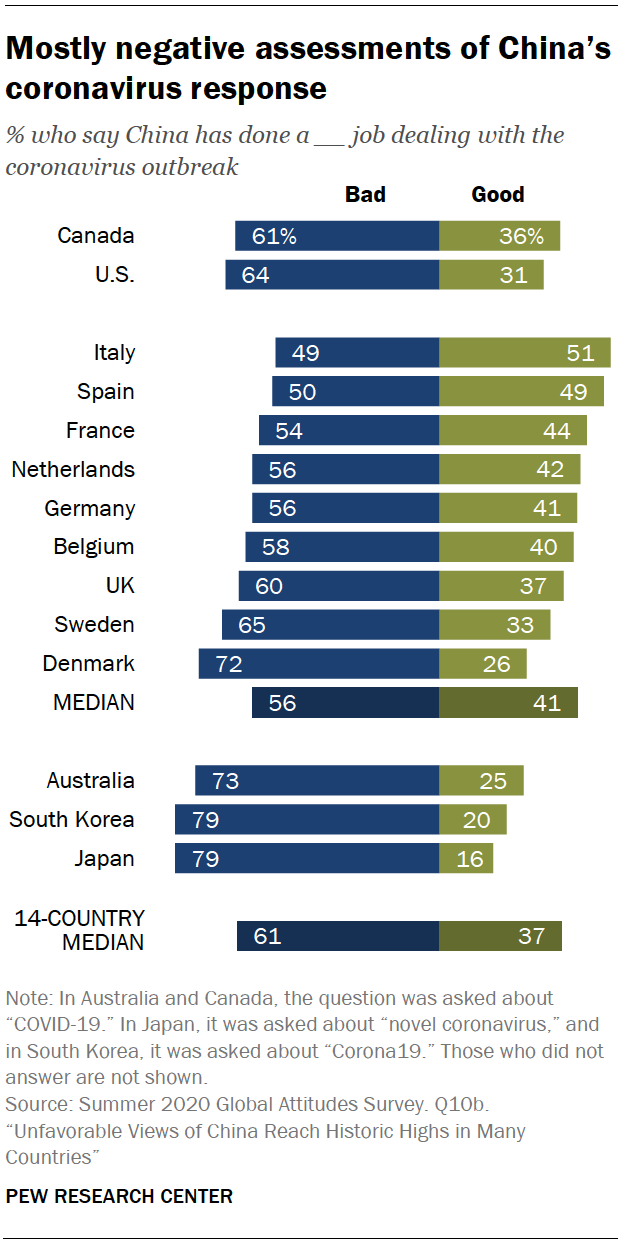 Mostly negative assessments of China's
coronavirus response
% who say China has done a __ job dealing with the
coronavirus outbreak
Bad Good
Canada 61% 36%
U.S. 64 31
Italy 49 51
Spain 50 49
France 54 44
Netherlands 56 42
Germany 56 41
Belgium 58 40
UK 60 37
Sweden 65 33
Denmark 72 26
MEDIAN 56 41
Australia 73 25
South Korea 79 20
Japan 79 16
14-COUNTRY
MEDIAN 61 37
Note: In Australia and Canada, the question was asked about
“COVID-19.” In Japan, it was asked about “novel coronavirus,” and
in South Korea, it was asked about “Corona19.” Those who did not
answer are not shown.
Source: Summer 2020 Global Attitudes Survey. Q10b.
“Unfavorable Views of China Reach Historic Highs in Many
Countries”
PEW RESEARCH CENTER